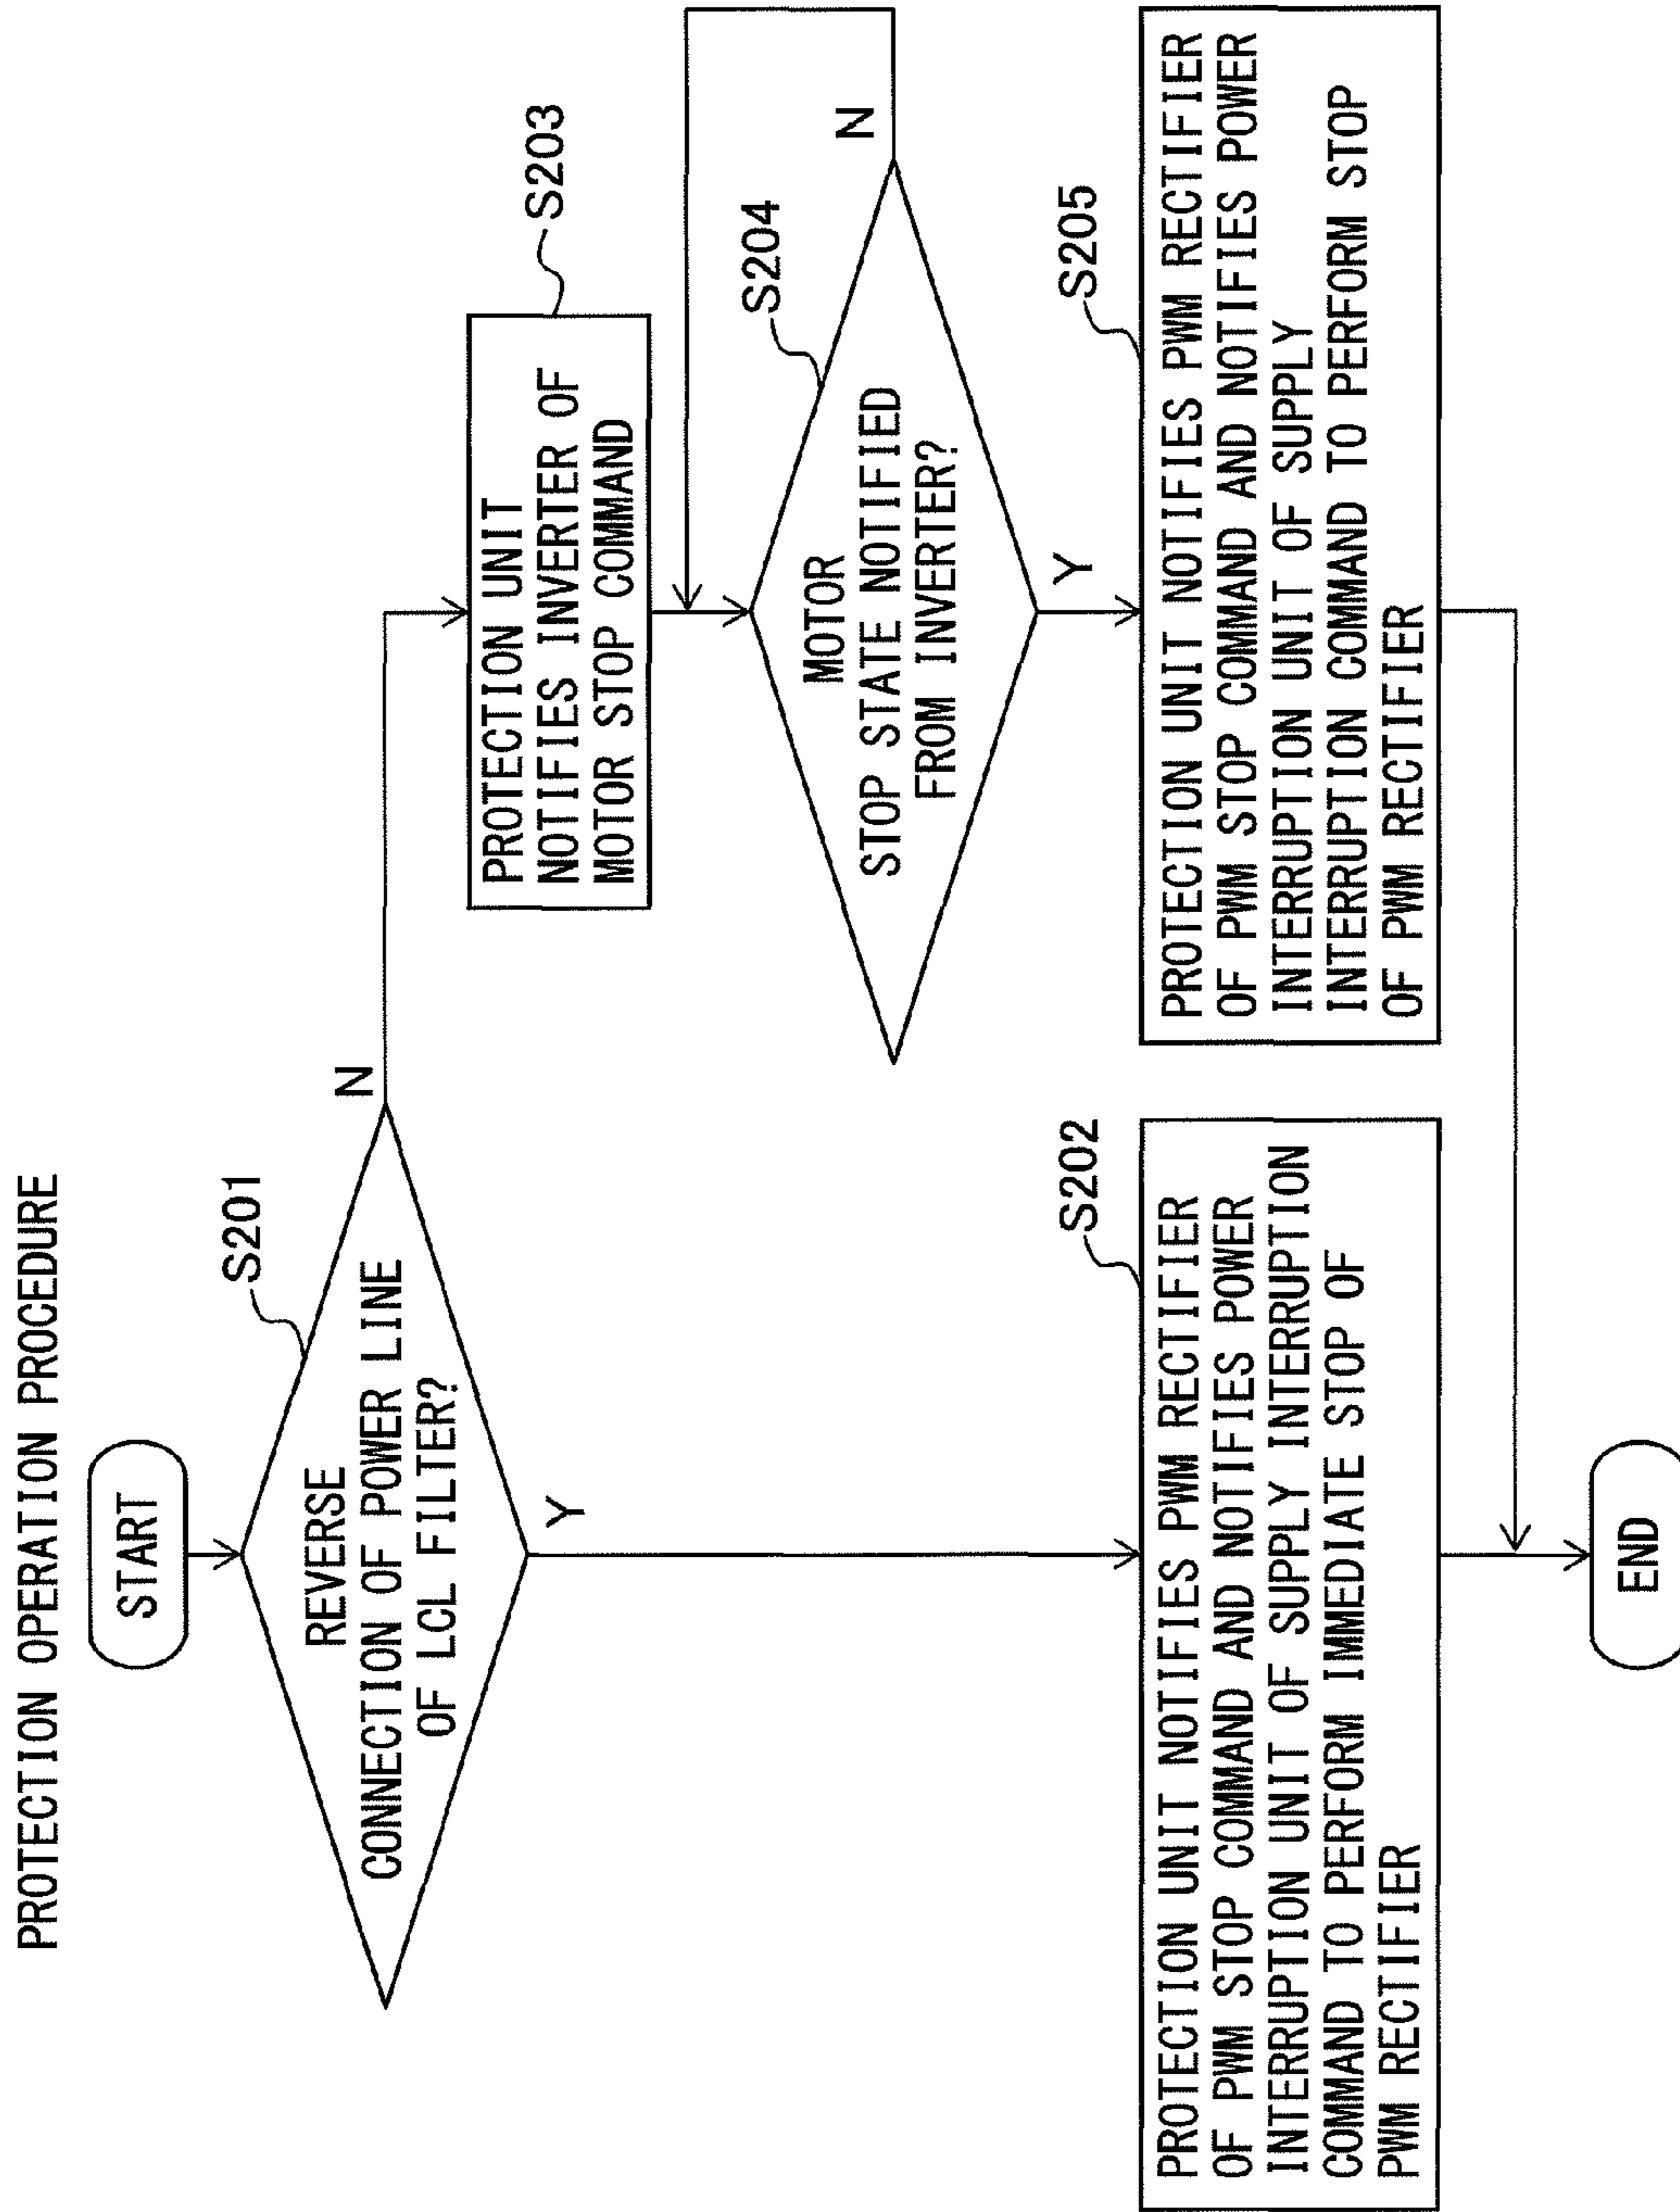 PROTECTION OPERATION PROCEDURE
START
S201
REVERSE
CONNECTION OF POWER LINE
OF LCL FILTER?
N
Y
S203
PROTECTION UNIT
NOTIFIES INVERTER OF
MOTOR STOP COMMAND
S204
MOTOR
STOP STATE NOTIFIED
FROM INVERTER?
N
Y
S202
PROTECTION UNIT NOTIFIES PWM RECTIFIER
OF PWM STOP COMMAND AND NOTIFIES POWER
INTERRUPTION UNIT OF SUPPLY INTERRUPTION
COMMAND TO PERFORM IMMEDIATE STOP OF
PWM RECTIFIER
S205
PROTECTION UNIT NOTIFIES PWM RECTIFIER
OF PWM STOP COMMAND AND NOTIFIES POWER
INTERRUPTION UNIT OF SUPPLY
INTERRUPTION COMMAND TO PERFORM STOP
OF PWM RECTIFIER
END